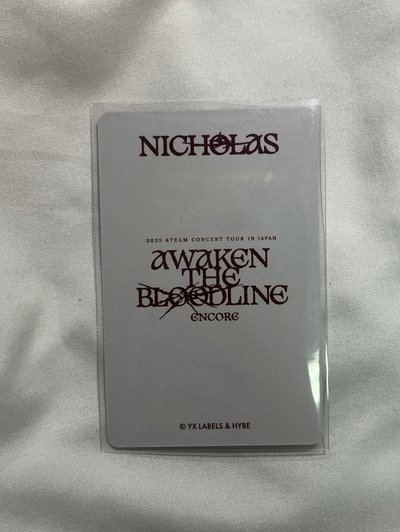 NICHOLAS
2025 &TEAM CONCERT TOUR IN JAPAN
AWAKEN
THE
BLOODLINE
ENCORE
© YX LABELS & HYBE